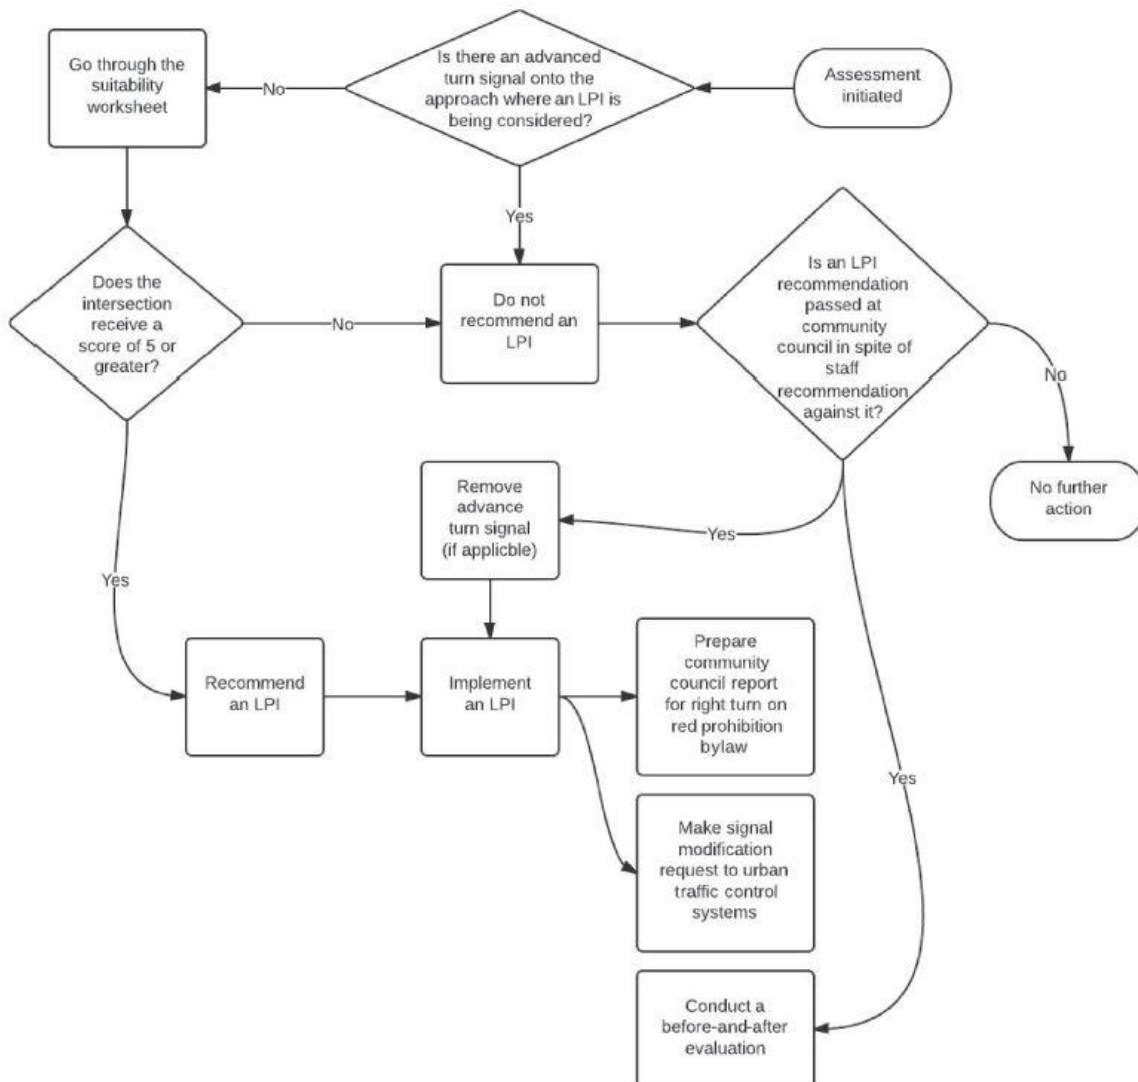 Assessment
initiated
Is there an advanced
turn signal onto the
approach where an LPI is
being considered?
No
Go through the
suitability
worksheet
Yes
Does the
intersection
receive a
score of 5 or
greater?
No
Do not
recommend an
LPI
Is an LPI
recommendation
passed at
community
council in spite of
staff
recommendation
against it?
No
No further
action
Yes
Remove
advance
turn signal
(if applicble)
Yes
Recommend
an LPI
Implement
an LPI
Prepare
community
council report
for right turn on
red prohibition
bylaw
Yes
Make signal
modification
request to urban
traffic control
systems
Conduct a
before-and-after
evaluation